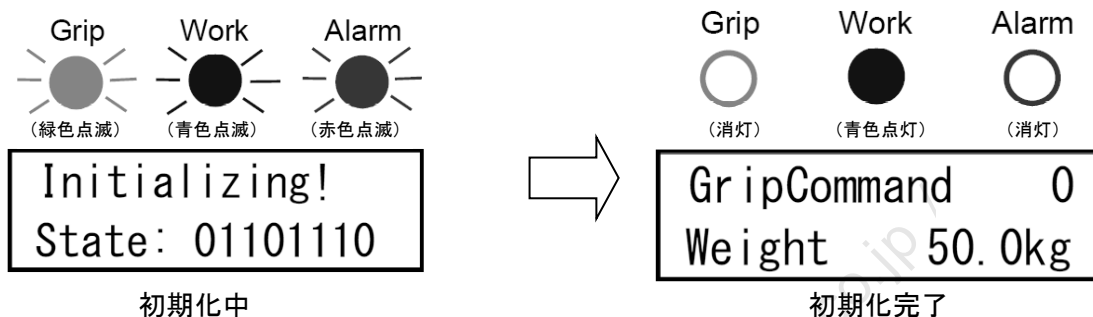 Grip Work Alarm
(緑色点滅) (青色点滅) (赤色点滅)
Initializing!
State: 01101110
初期化中
Grip Work Alarm
(消灯) (青色点灯) (消灯)
GripCommand 0
Weight 50.0kg
初期化完了
o.jp /